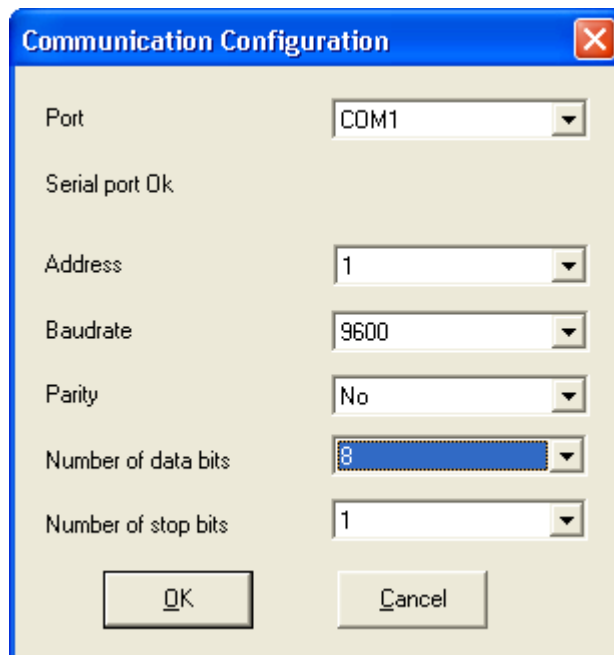 Communication Configuration
Port COM1
Serial port Ok
Address 1
Baudrate 9600
Parity No
Number of data bits 8
Number of stop bits 1
OK Cancel